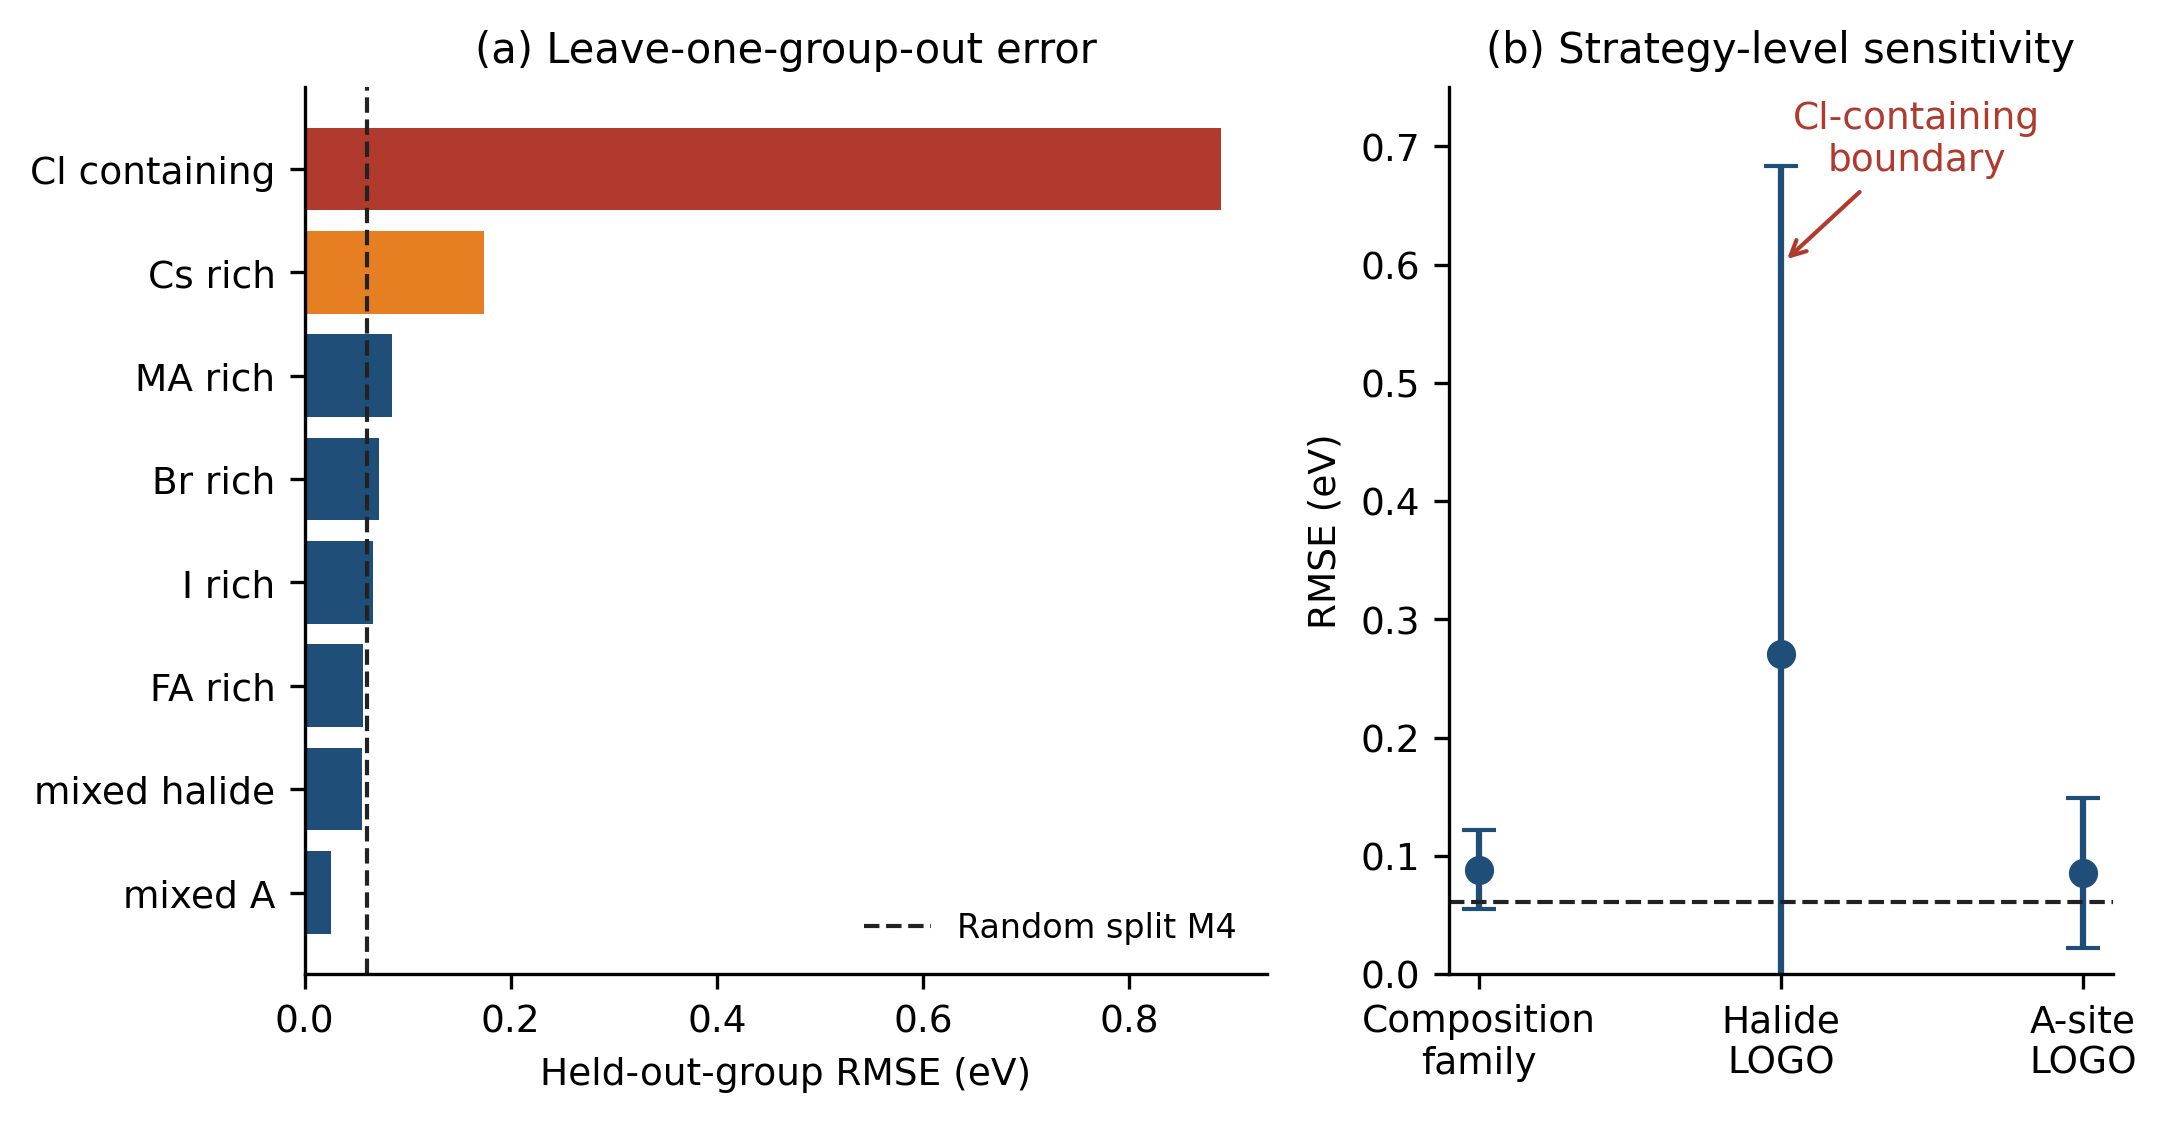 (a) Leave-one-group-out error
Cl containing
Cs rich
MA rich
Br rich
I rich
FA rich
mixed halide
mixed A
Random split M4
0.0
0.2
0.4
0.6
0.8
Held-out-group RMSE (eV)
(b) Strategy-level sensitivity
Cl-containing
boundary
RMSE (eV)
0.7
0.6
0.5
0.4
0.3
0.2
0.1
0.0
Composition
family
Halide
LOGO
A-site
LOGO